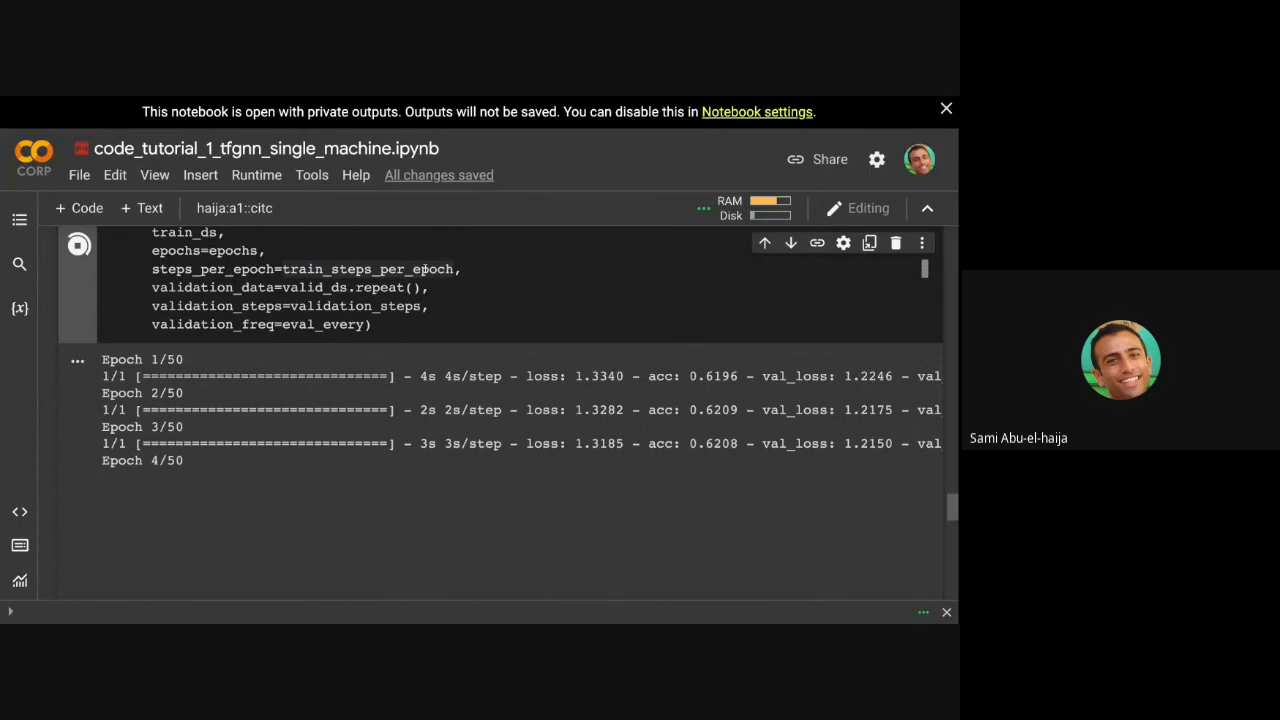 This notebook is open with private outputs. Outputs will not be saved. You can disable this in Notebook settings.
CORP
code_tutorial_1_tfgnn_single_machine.ipynb
Share
File Edit View Insert Runtime Tools Help All changes saved
+ Code + Text haija:a1::citc
RAM
Disk
Editing
train_ds,
epochs=epochs,
steps_per_epoch=train_steps_per_epoch,
validation_data=valid_ds.repeat(),
validation_steps=validation_steps,
validation_freq=eval_every)
Epoch 1/50
1/1 [==============================] - 4s 4s/step - loss: 1.3340 - acc: 0.6196 - val_loss: 1.2246 - val
Epoch 2/50
1/1 [==============================] - 2s 2s/step - loss: 1.3282 - acc: 0.6209 - val_loss: 1.2175 - val
Epoch 3/50
1/1 [==============================] - 3s 3s/step - loss: 1.3185 - acc: 0.6208 - val_loss: 1.2150 - val
Epoch 4/50
Sami Abu-el-haija